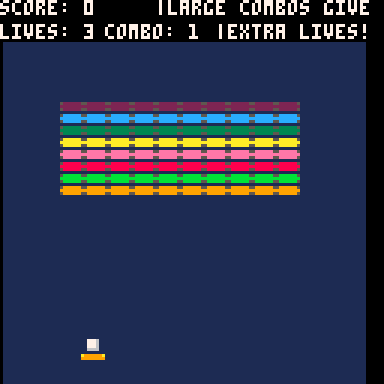 SCORE: 0 |LARGE COMBOS GIVE
LIVES: 3 COMBO: 1 |EXTRA LIVES!